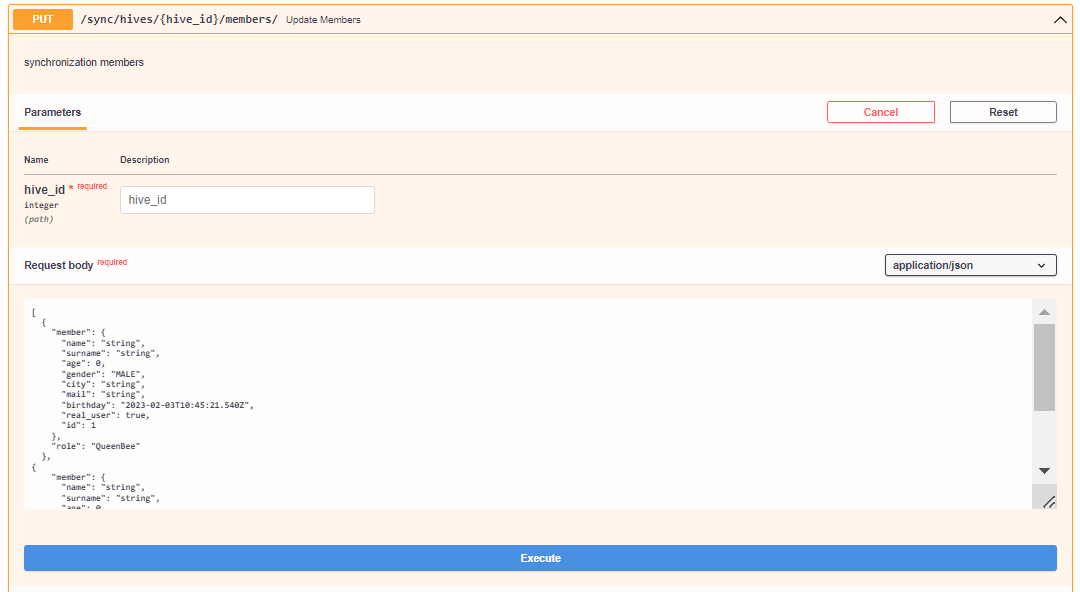 PUT /sync/hives/{hive_id}/members/ Update Members
synchronization members
Parameters Cancel Reset
Name Description
hive_id * required hive_id
integer
(path)
Request body required application/json
[
  {
    "member": {
      "name": "string",
      "surname": "string",
      "age": 0,
      "gender": "MALE",
      "city": "string",
      "mail": "string",
      "birthday": "2023-02-03T10:45:21.540Z",
      "real_user": true,
      "id": 1
    },
    "role": "QueenBee"
  },
{
    "member": {
      "name": "string",
      "surname": "string",
      "age": 0
Execute